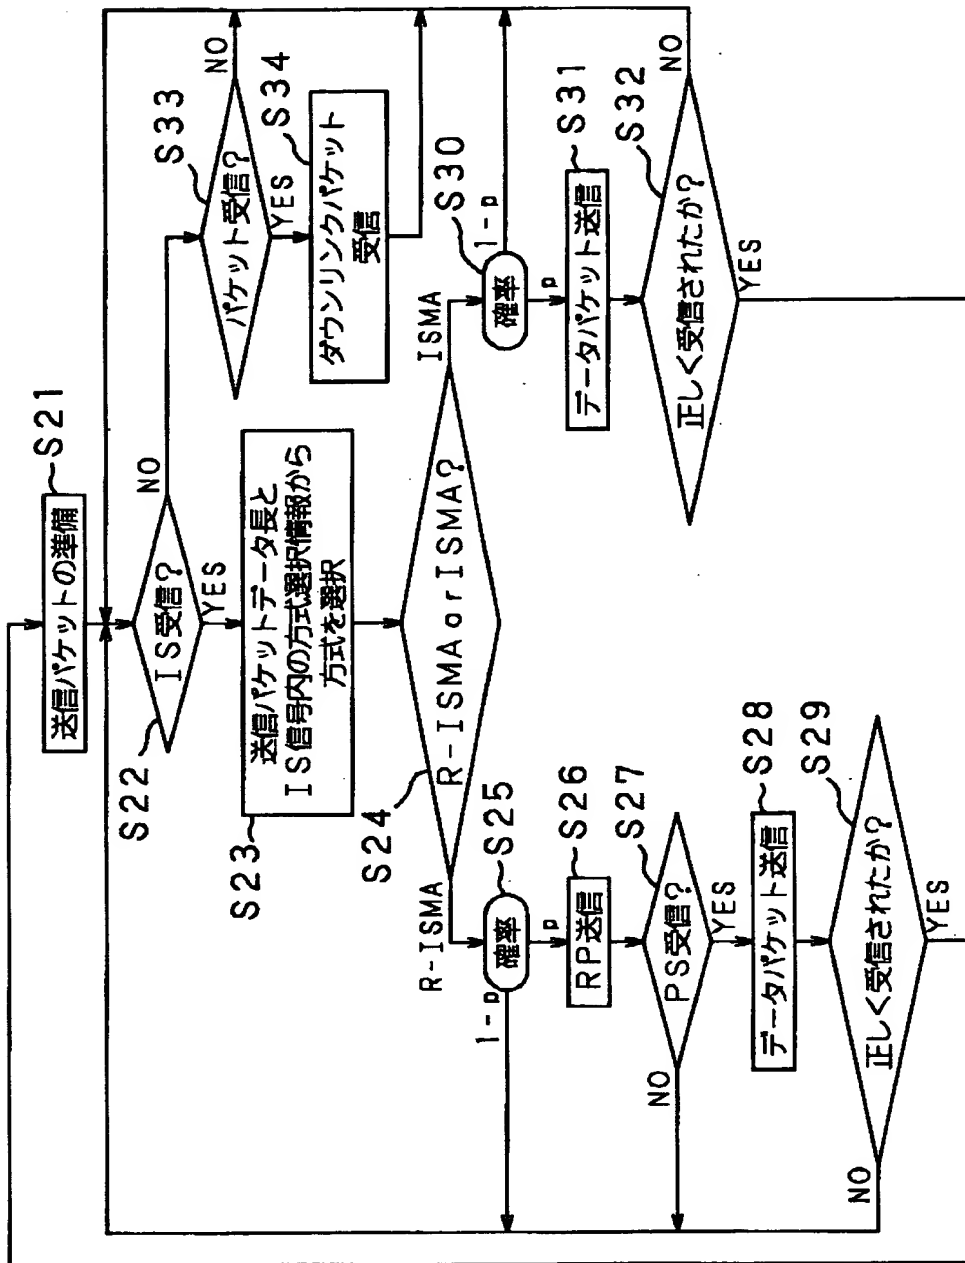 送信パケットの準備
S21
IS受信?
S22
NO
YES
パケット受信?
S33
NO
YES
ダウンリンクパケット
受信
S34
送信パケットデータ長と
IS信号内の方式選択情報から
方式を選択
S23
R-ISMAorISMA?
S24
R-ISMA
ISMA
確率
S25
1-p
p
RP送信
S26
PS受信?
S27
NO
YES
データパケット送信
S28
正しく受信されたか?
S29
NO
YES
確率
S30
1-p
p
データパケット送信
S31
正しく受信されたか?
S32
NO
YES